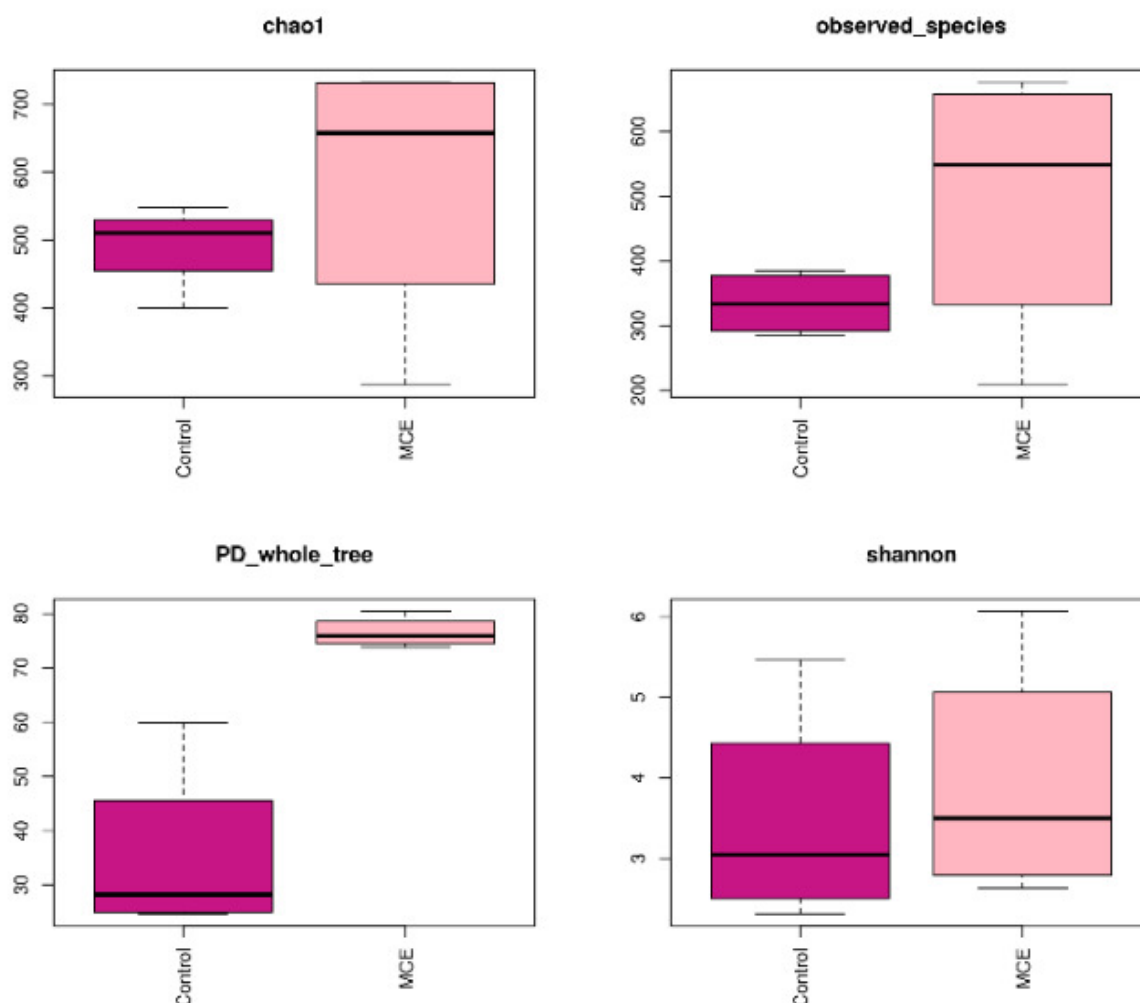 chao1
700
600
500
400
300
Control
MCE
observed_species
600
500
400
300
200
Control
MCE
PD_whole_tree
80
70
60
50
40
30
Control
MCE
shannon
6
5
4
3
Control
MCE